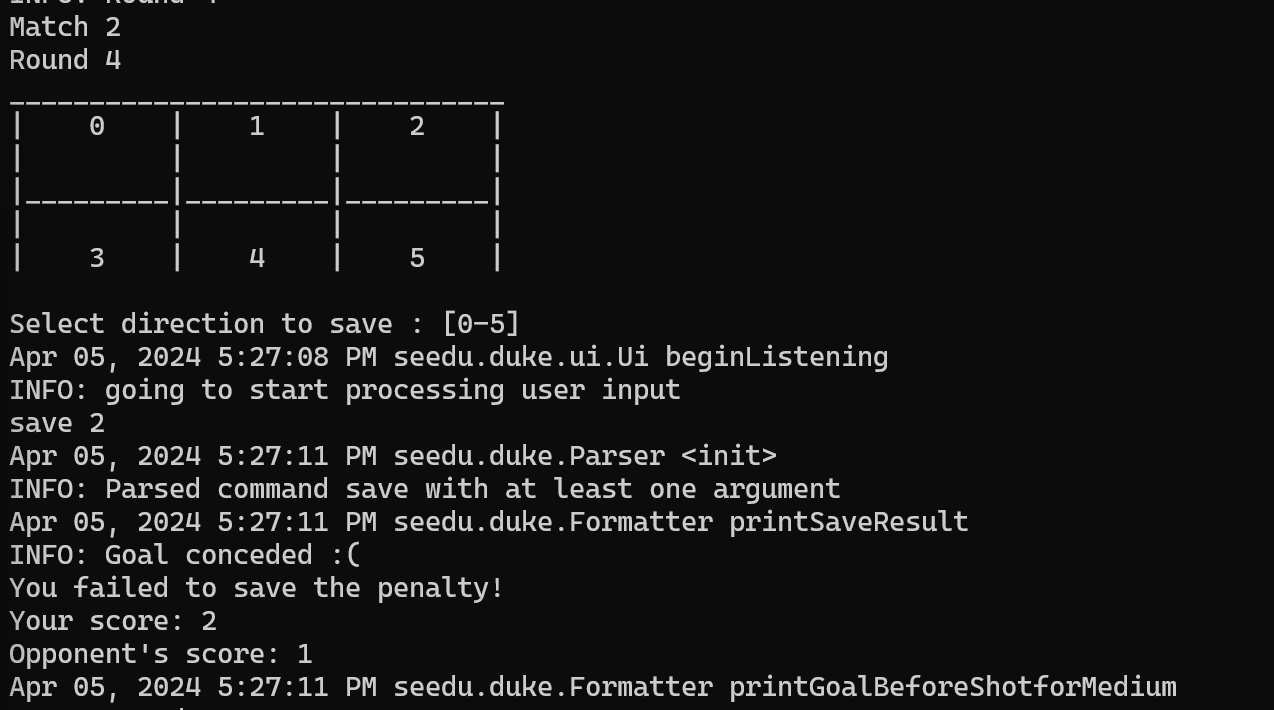 INFO: Round 4
Match 2
Round 4
_______________________________
|    0    |    1    |    2    |
|         |         |         |
|_________|_________|_________|
|         |         |         |
|    3    |    4    |    5    |
Select direction to save : [0-5]
Apr 05, 2024 5:27:08 PM seedu.duke.ui.Ui beginListening
INFO: going to start processing user input
save 2
Apr 05, 2024 5:27:11 PM seedu.duke.Parser <init>
INFO: Parsed command save with at least one argument
Apr 05, 2024 5:27:11 PM seedu.duke.Formatter printSaveResult
INFO: Goal conceded :(
You failed to save the penalty!
Your score: 2
Opponent's score: 1
Apr 05, 2024 5:27:11 PM seedu.duke.Formatter printGoalBeforeShotforMedium